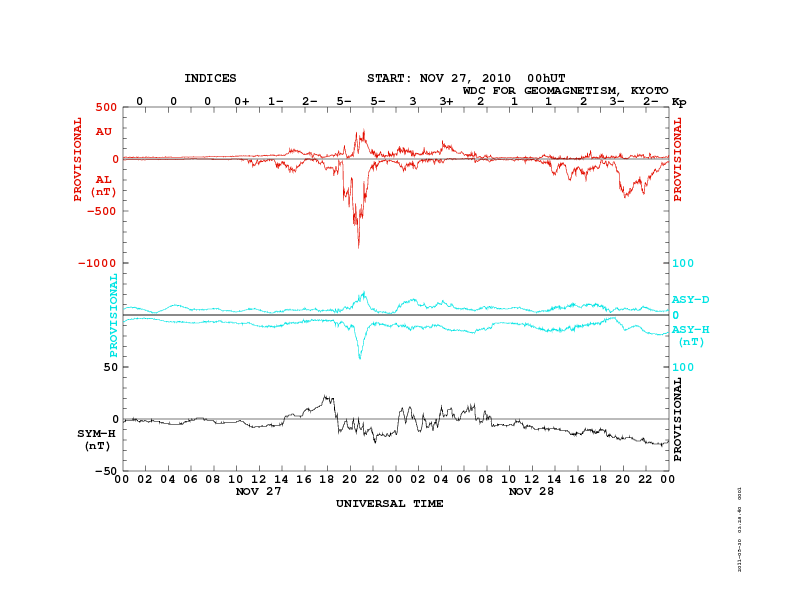 INDICES START: NOV 27, 2010 00hUT
WDC FOR GEOMAGNETISM, KYOTO
0 0 0 0+ 1− 2− 5− 5− 3 3+ 2 1 1 2 3− 2− Kp
500
AU
0
AL
(nT)
−500
−1000
PROVISIONAL
PROVISIONAL
100
ASY−D
0
ASY−H
(nT)
100
PROVISIONAL
50
0
SYM−H
(nT)
−50
PROVISIONAL
00 02 04 06 08 10 12 14 16 18 20 22 00 02 04 06 08 10 12 14 16 18 20 22 00
NOV 27 NOV 28
UNIVERSAL TIME